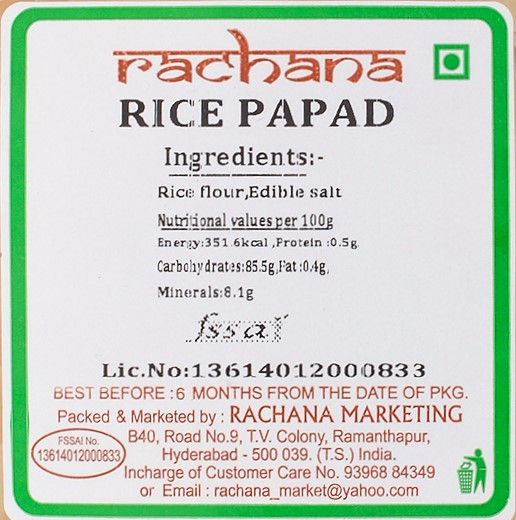 rachana
RICE PAPAD
Ingredients:-
Rice flour,Edible salt
Nutritional values per 100g
Energy:351.6kcal ,Protein :0.5g,
Carbohydrates:85.5g,Fat:0.4g,
Minerals:8.1g
fssai
Lic.No:13614012000833
BEST BEFORE : 6 MONTHS FROM THE DATE OF PKG.
Packed & Marketed by : RACHANA MARKETING
FSSAI No.
13614012000833
B40, Road No.9, T.V. Colony, Ramanthapur,
Hyderabad - 500 039. (T.S.) India.
Incharge of Customer Care No. 93968 84349
or Email : rachana_market@yahoo.com